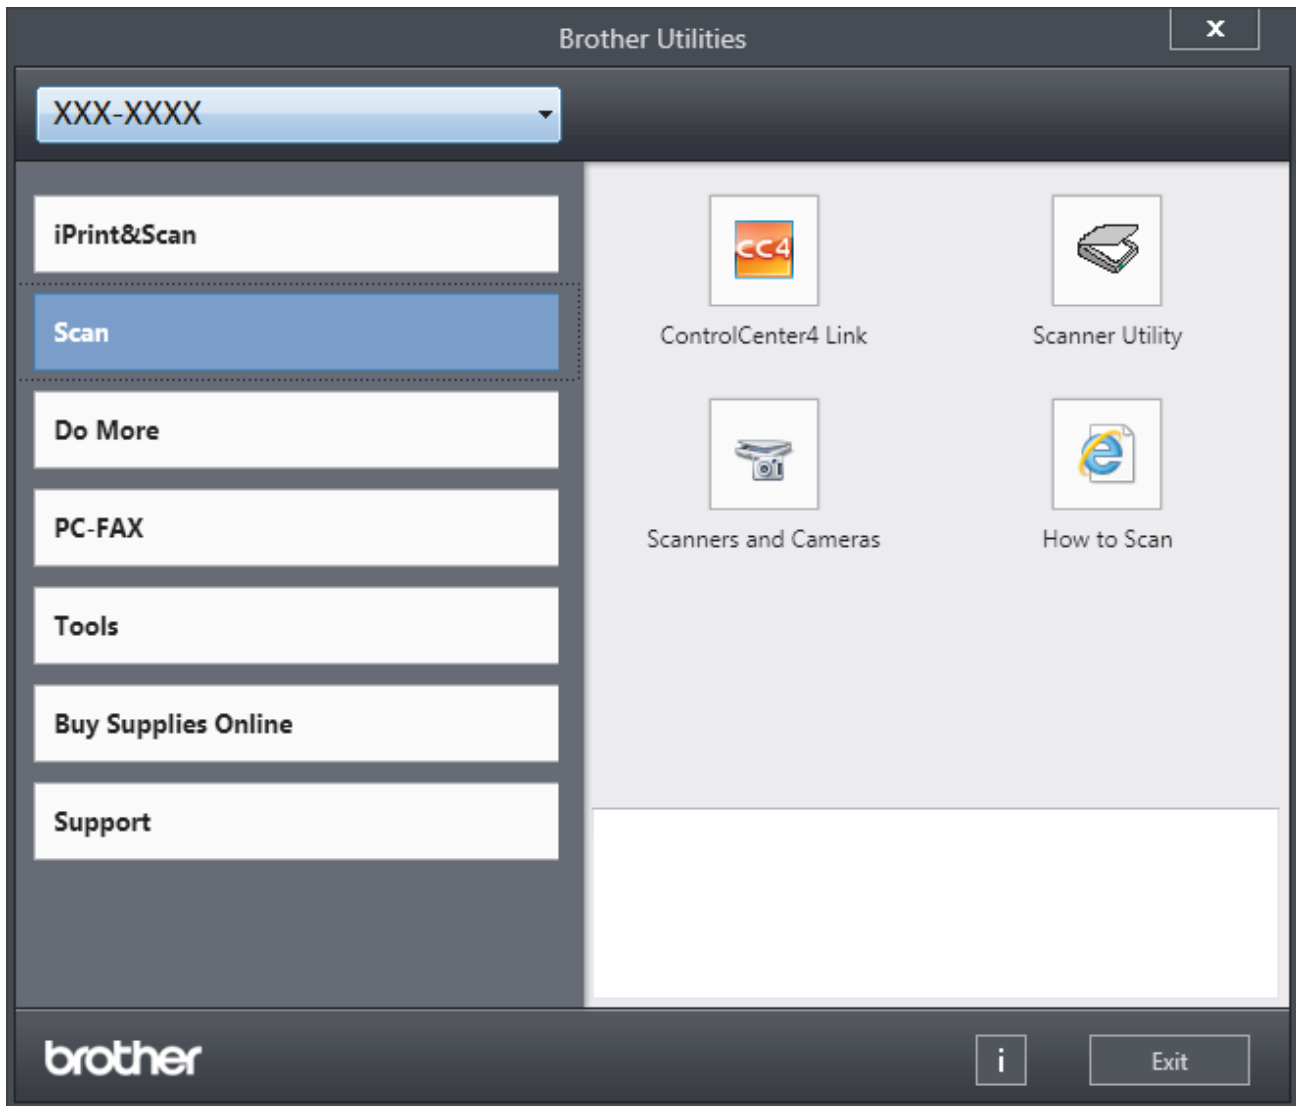 Brother Utilities
X
XXX-XXXX
iPrint&Scan
Scan
Do More
PC-FAX
Tools
Buy Supplies Online
Support
CC4
ControlCenter4 Link
Scanner Utility
Scanners and Cameras
How to Scan
brother
i
Exit